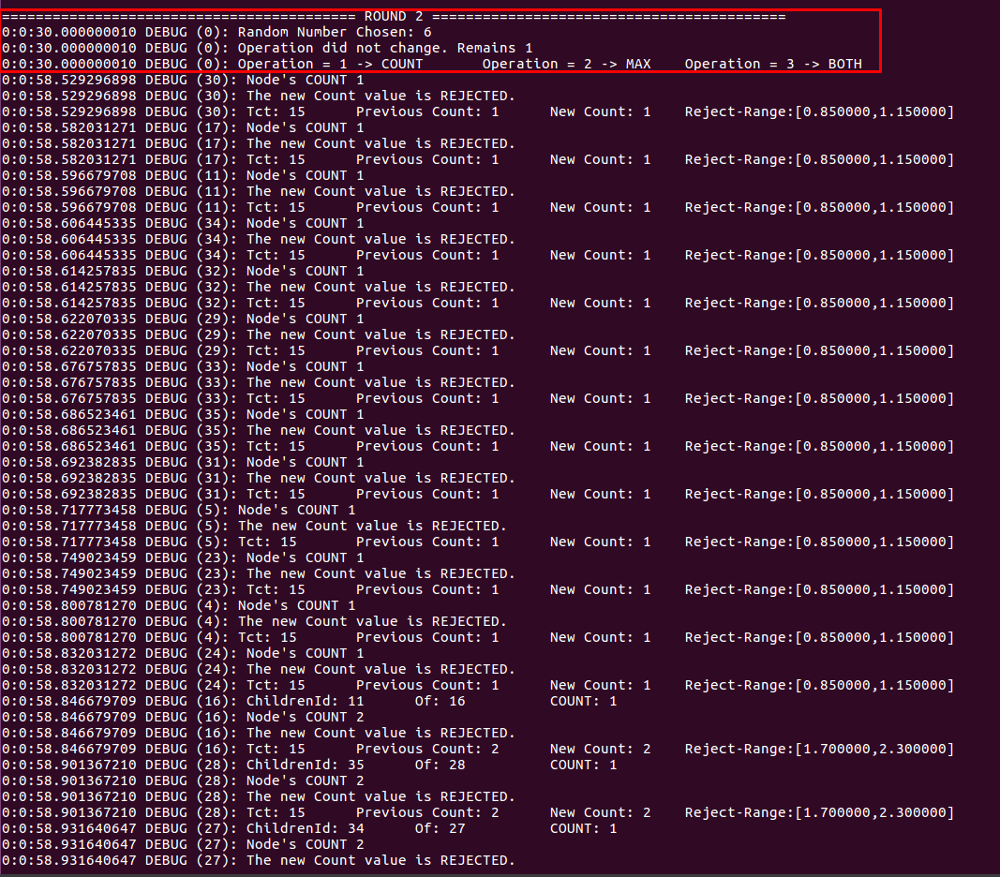 ========================================== ROUND 2 ==========================================
0:0:30.000000010 DEBUG (0): Random Number Chosen: 6
0:0:30.000000010 DEBUG (0): Operation did not change. Remains 1
0:0:30.000000010 DEBUG (0): Operation = 1 -> COUNT Operation = 2 -> MAX Operation = 3 -> BOTH
0:0:58.529296898 DEBUG (30): Node's COUNT 1
0:0:58.529296898 DEBUG (30): The new Count value is REJECTED.
0:0:58.529296898 DEBUG (30): Tct: 15 Previous Count: 1 New Count: 1 Reject-Range:[0.850000,1.150000]
0:0:58.582031271 DEBUG (17): Node's COUNT 1
0:0:58.582031271 DEBUG (17): The new Count value is REJECTED.
0:0:58.582031271 DEBUG (17): Tct: 15 Previous Count: 1 New Count: 1 Reject-Range:[0.850000,1.150000]
0:0:58.596679708 DEBUG (11): Node's COUNT 1
0:0:58.596679708 DEBUG (11): The new Count value is REJECTED.
0:0:58.596679708 DEBUG (11): Tct: 15 Previous Count: 1 New Count: 1 Reject-Range:[0.850000,1.150000]
0:0:58.606445335 DEBUG (34): Node's COUNT 1
0:0:58.606445335 DEBUG (34): The new Count value is REJECTED.
0:0:58.606445335 DEBUG (34): Tct: 15 Previous Count: 1 New Count: 1 Reject-Range:[0.850000,1.150000]
0:0:58.614257835 DEBUG (32): Node's COUNT 1
0:0:58.614257835 DEBUG (32): The new Count value is REJECTED.
0:0:58.614257835 DEBUG (32): Tct: 15 Previous Count: 1 New Count: 1 Reject-Range:[0.850000,1.150000]
0:0:58.622070335 DEBUG (29): Node's COUNT 1
0:0:58.622070335 DEBUG (29): The new Count value is REJECTED.
0:0:58.622070335 DEBUG (29): Tct: 15 Previous Count: 1 New Count: 1 Reject-Range:[0.850000,1.150000]
0:0:58.676757835 DEBUG (33): Node's COUNT 1
0:0:58.676757835 DEBUG (33): The new Count value is REJECTED.
0:0:58.676757835 DEBUG (33): Tct: 15 Previous Count: 1 New Count: 1 Reject-Range:[0.850000,1.150000]
0:0:58.686523461 DEBUG (35): Node's COUNT 1
0:0:58.686523461 DEBUG (35): The new Count value is REJECTED.
0:0:58.686523461 DEBUG (35): Tct: 15 Previous Count: 1 New Count: 1 Reject-Range:[0.850000,1.150000]
0:0:58.692382835 DEBUG (31): Node's COUNT 1
0:0:58.692382835 DEBUG (31): The new Count value is REJECTED.
0:0:58.692382835 DEBUG (31): Tct: 15 Previous Count: 1 New Count: 1 Reject-Range:[0.850000,1.150000]
0:0:58.717773458 DEBUG (5): Node's COUNT 1
0:0:58.717773458 DEBUG (5): The new Count value is REJECTED.
0:0:58.717773458 DEBUG (5): Tct: 15 Previous Count: 1 New Count: 1 Reject-Range:[0.850000,1.150000]
0:0:58.749023459 DEBUG (23): Node's COUNT 1
0:0:58.749023459 DEBUG (23): The new Count value is REJECTED.
0:0:58.749023459 DEBUG (23): Tct: 15 Previous Count: 1 New Count: 1 Reject-Range:[0.850000,1.150000]
0:0:58.800781270 DEBUG (4): Node's COUNT 1
0:0:58.800781270 DEBUG (4): The new Count value is REJECTED.
0:0:58.800781270 DEBUG (4): Tct: 15 Previous Count: 1 New Count: 1 Reject-Range:[0.850000,1.150000]
0:0:58.832031272 DEBUG (24): Node's COUNT 1
0:0:58.832031272 DEBUG (24): The new Count value is REJECTED.
0:0:58.832031272 DEBUG (24): Tct: 15 Previous Count: 1 New Count: 1 Reject-Range:[0.850000,1.150000]
0:0:58.846679709 DEBUG (16): ChildrenId: 11 Of: 16 COUNT: 1
0:0:58.846679709 DEBUG (16): Node's COUNT 2
0:0:58.846679709 DEBUG (16): The new Count value is REJECTED.
0:0:58.846679709 DEBUG (16): Tct: 15 Previous Count: 2 New Count: 2 Reject-Range:[1.700000,2.300000]
0:0:58.901367210 DEBUG (28): ChildrenId: 35 Of: 28 COUNT: 1
0:0:58.901367210 DEBUG (28): Node's COUNT 2
0:0:58.901367210 DEBUG (28): The new Count value is REJECTED.
0:0:58.901367210 DEBUG (28): Tct: 15 Previous Count: 2 New Count: 2 Reject-Range:[1.700000,2.300000]
0:0:58.931640647 DEBUG (27): ChildrenId: 34 Of: 27 COUNT: 1
0:0:58.931640647 DEBUG (27): Node's COUNT 2
0:0:58.931640647 DEBUG (27): The new Count value is REJECTED.